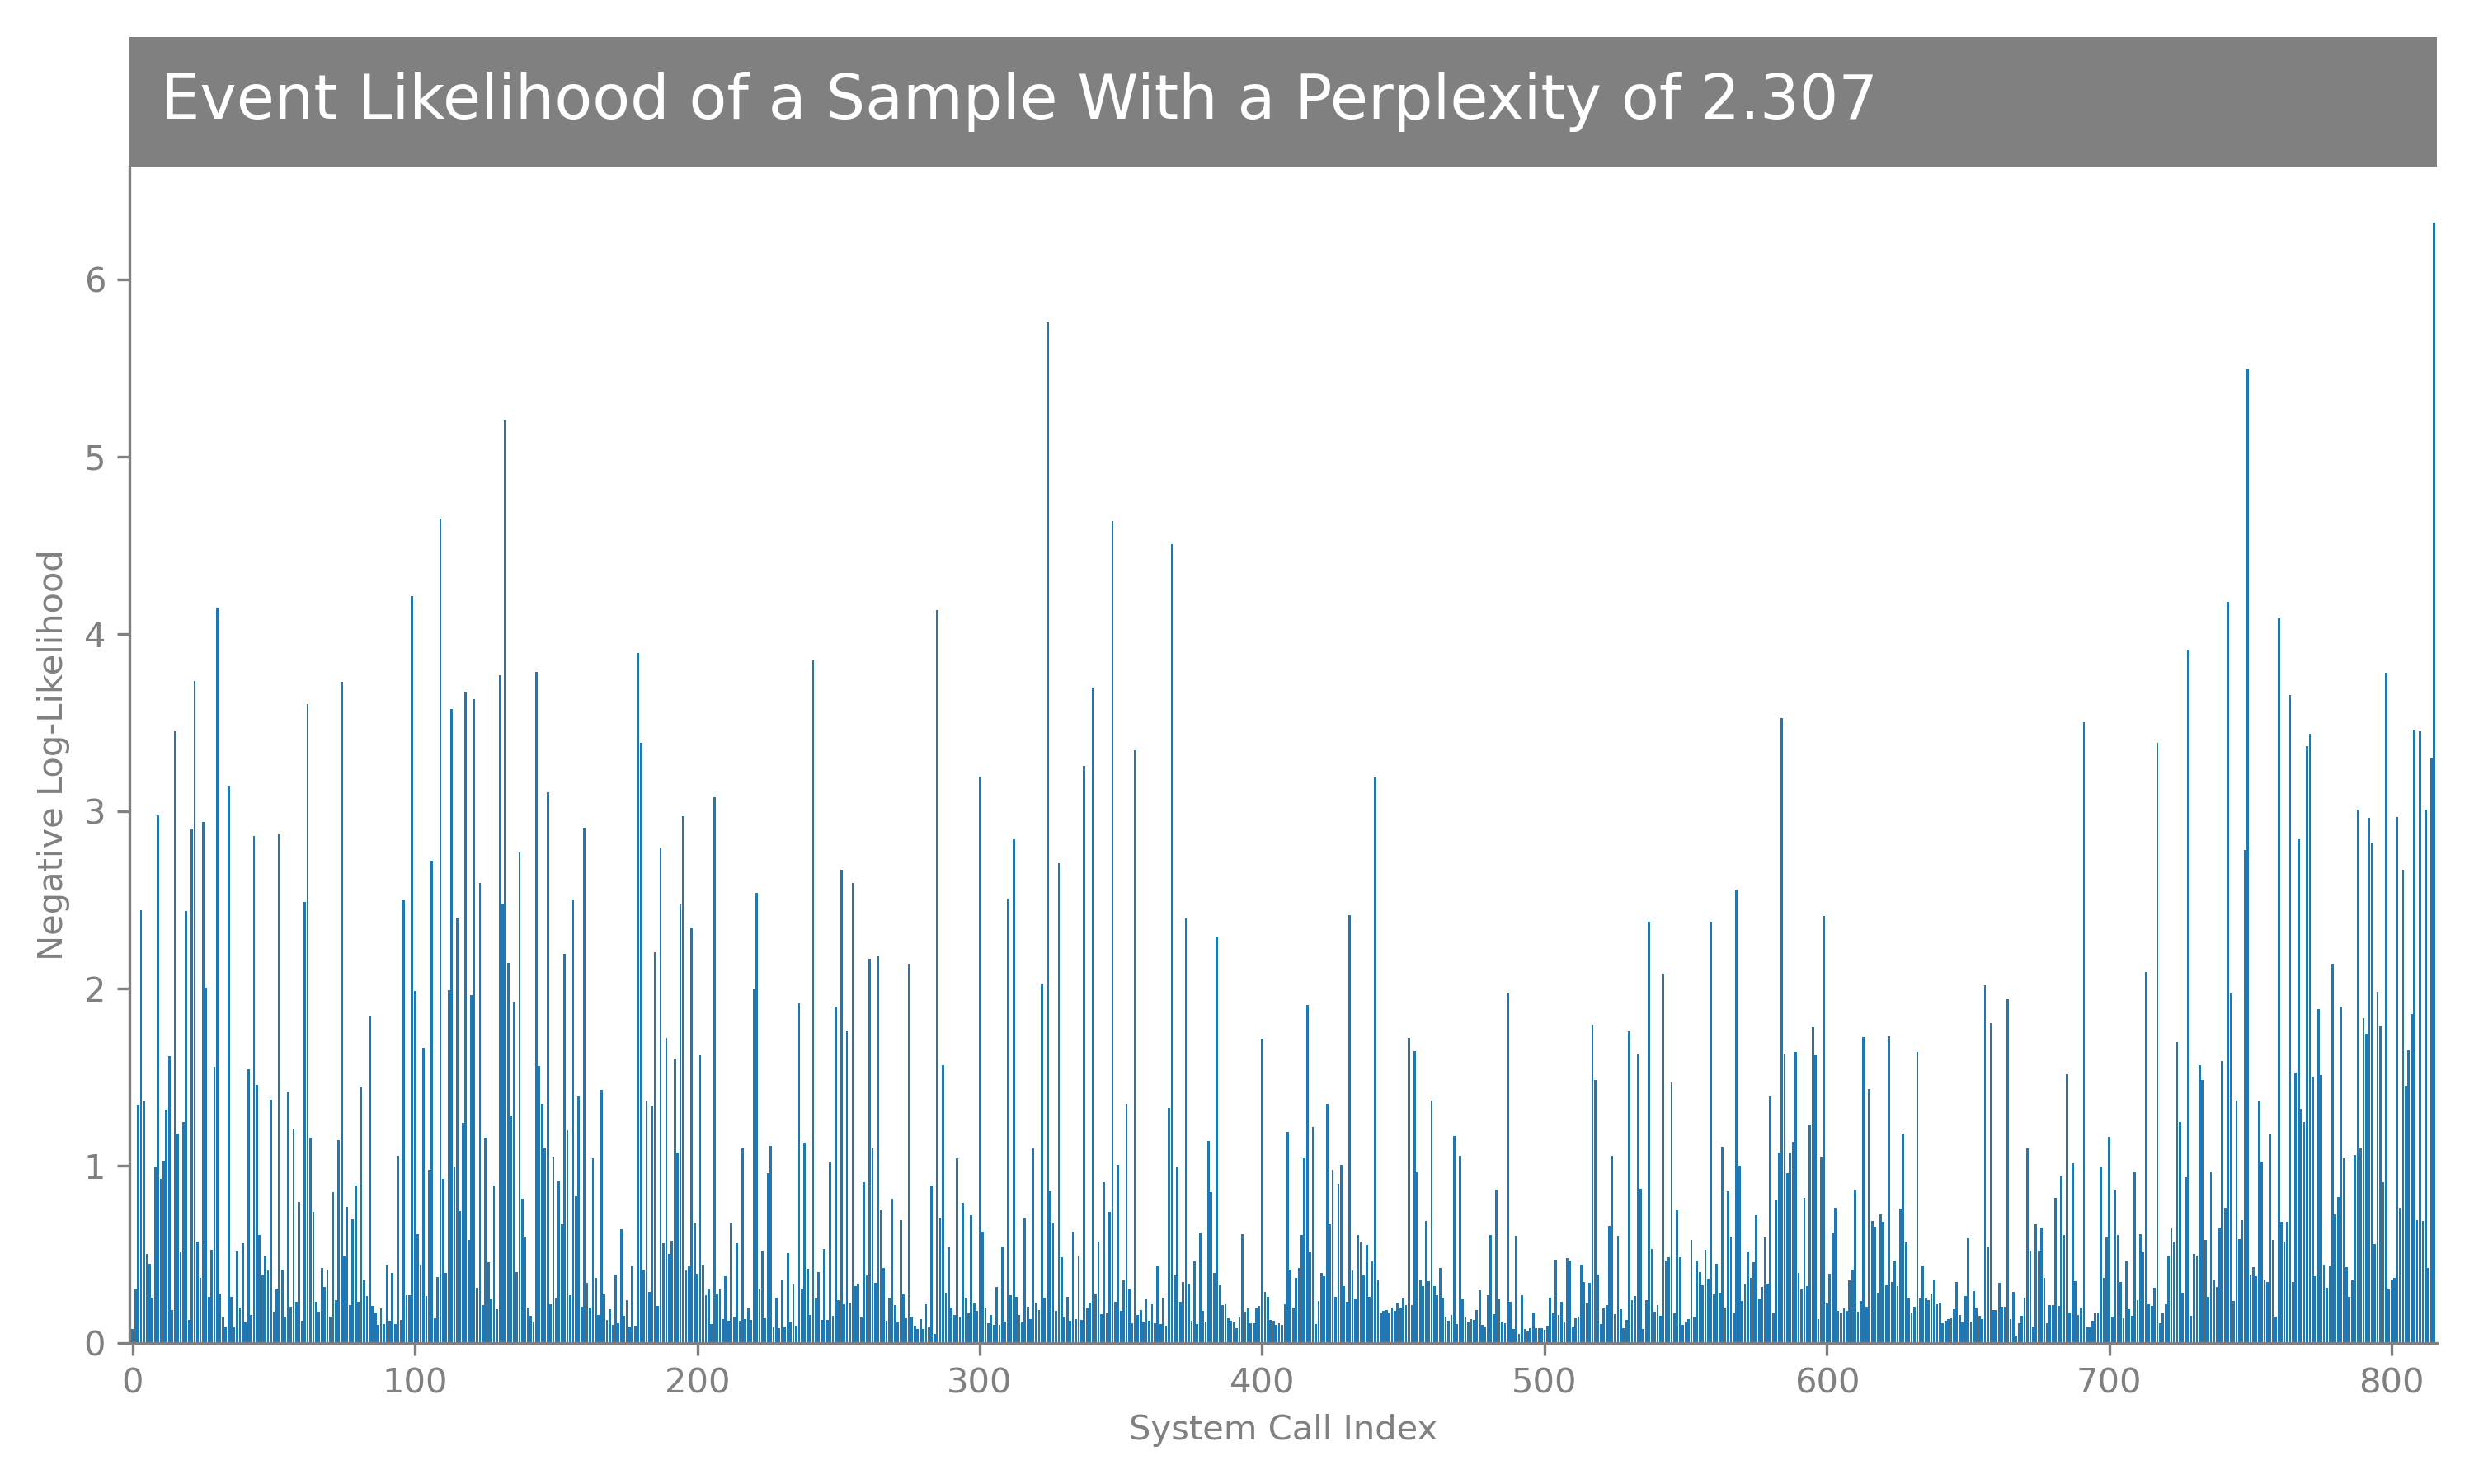 Event Likelihood of a Sample With a Perplexity of 2.307
Negative Log-Likelihood
6
5
4
3
2
1
0
0 100 200 300 400 500 600 700 800
System Call Index